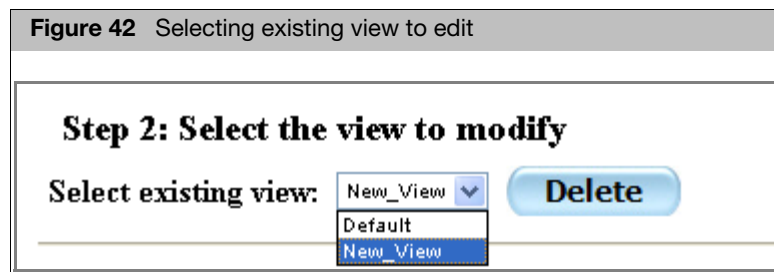 Figure 42 Selecting existing view to edit
Step 2: Select the view to modify
Select existing view: New_View Delete
Default
New_View